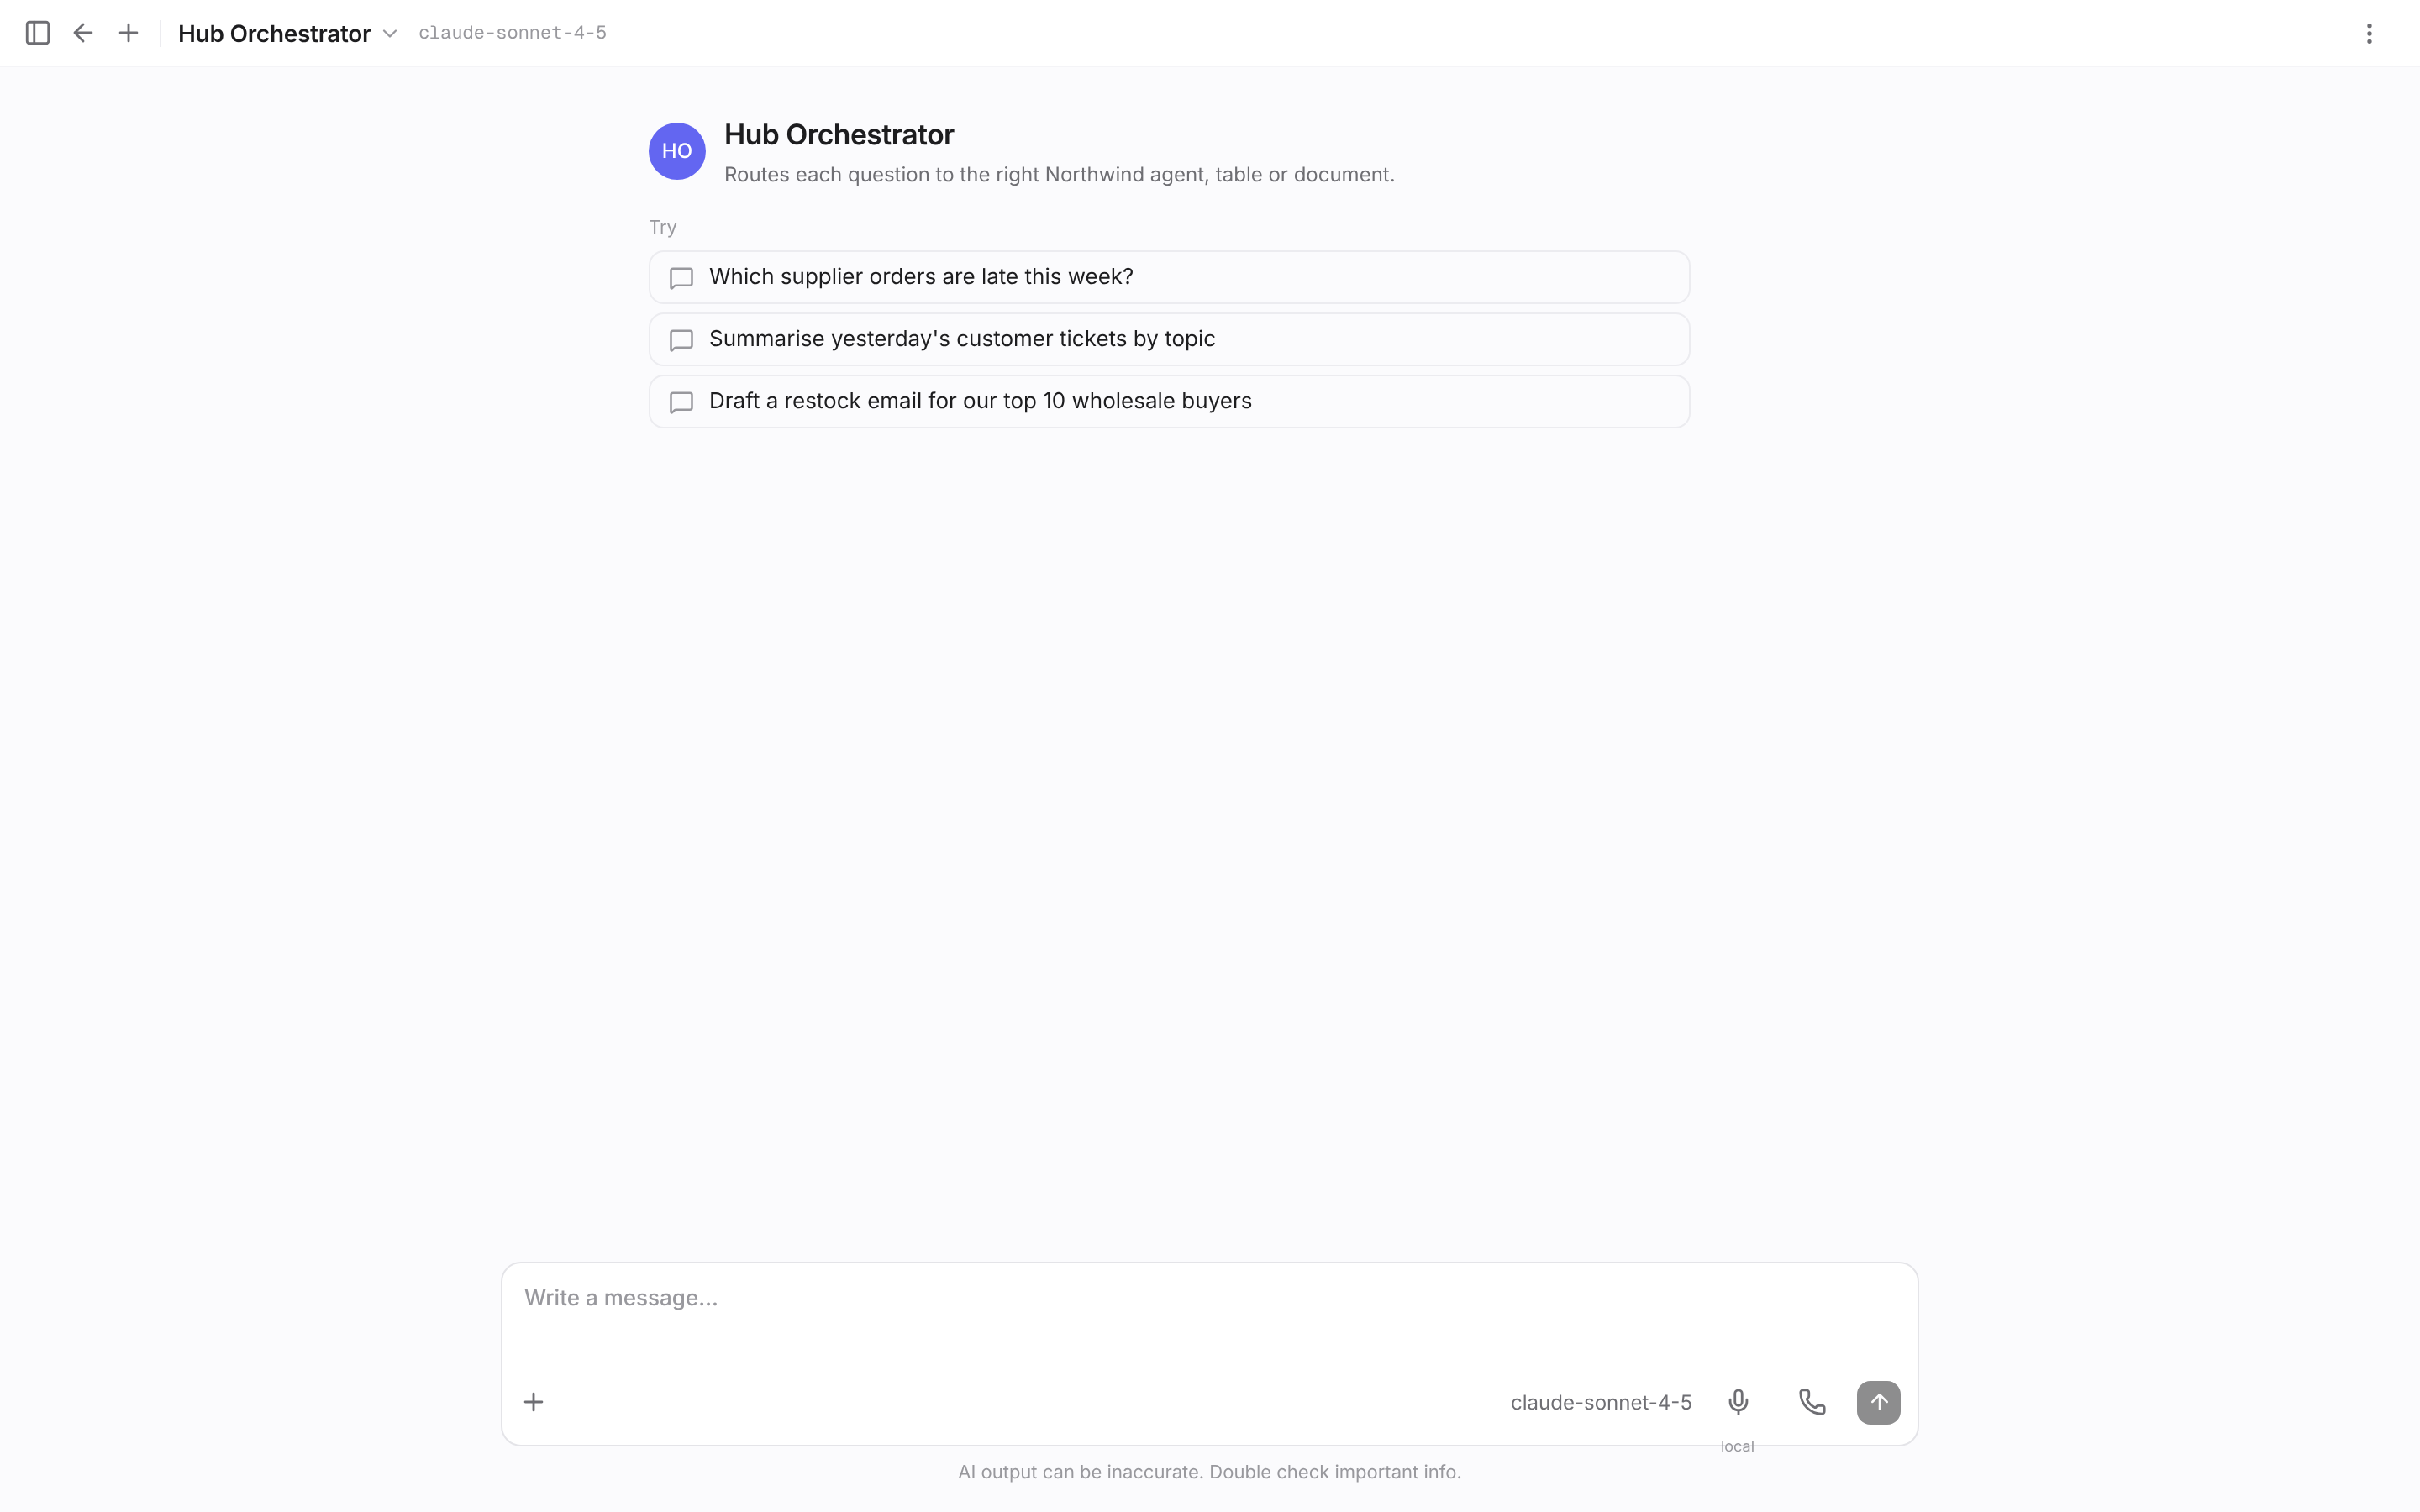 Hub Orchestrator claude-sonnet-4-5
HO
Hub Orchestrator
Routes each question to the right Northwind agent, table or document.
Try
Which supplier orders are late this week?
Summarise yesterday's customer tickets by topic
Draft a restock email for our top 10 wholesale buyers
Write a message...
claude-sonnet-4-5
local
AI output can be inaccurate. Double check important info.